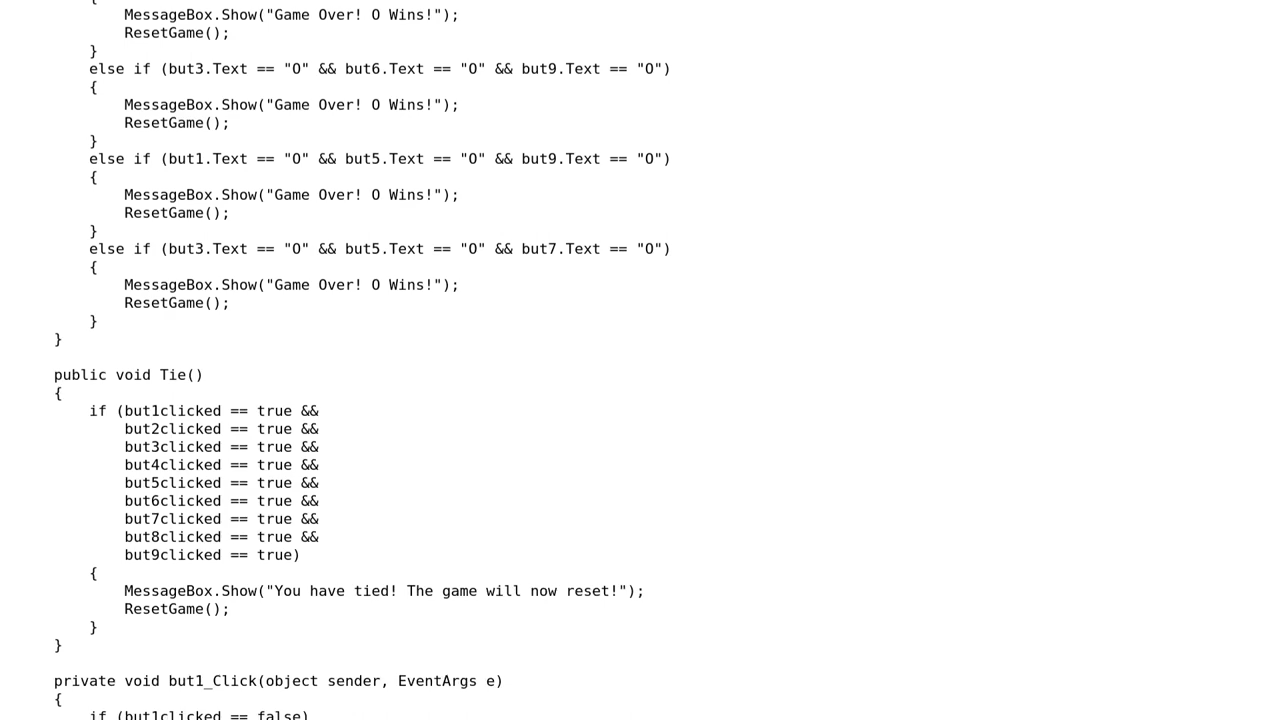 {
MessageBox.Show("Game Over! O Wins!");
ResetGame();
}
else if (but3.Text == "O" && but6.Text == "O" && but9.Text == "O")
{
MessageBox.Show("Game Over! O Wins!");
ResetGame();
}
else if (but1.Text == "O" && but5.Text == "O" && but9.Text == "O")
{
MessageBox.Show("Game Over! O Wins!");
ResetGame();
}
else if (but3.Text == "O" && but5.Text == "O" && but7.Text == "O")
{
MessageBox.Show("Game Over! O Wins!");
ResetGame();
}
}
public void Tie()
{
if (but1clicked == true &&
but2clicked == true &&
but3clicked == true &&
but4clicked == true &&
but5clicked == true &&
but6clicked == true &&
but7clicked == true &&
but8clicked == true &&
but9clicked == true)
{
MessageBox.Show("You have tied! The game will now reset!");
ResetGame();
}
}
private void but1_Click(object sender, EventArgs e)
{
if (but1clicked == false)